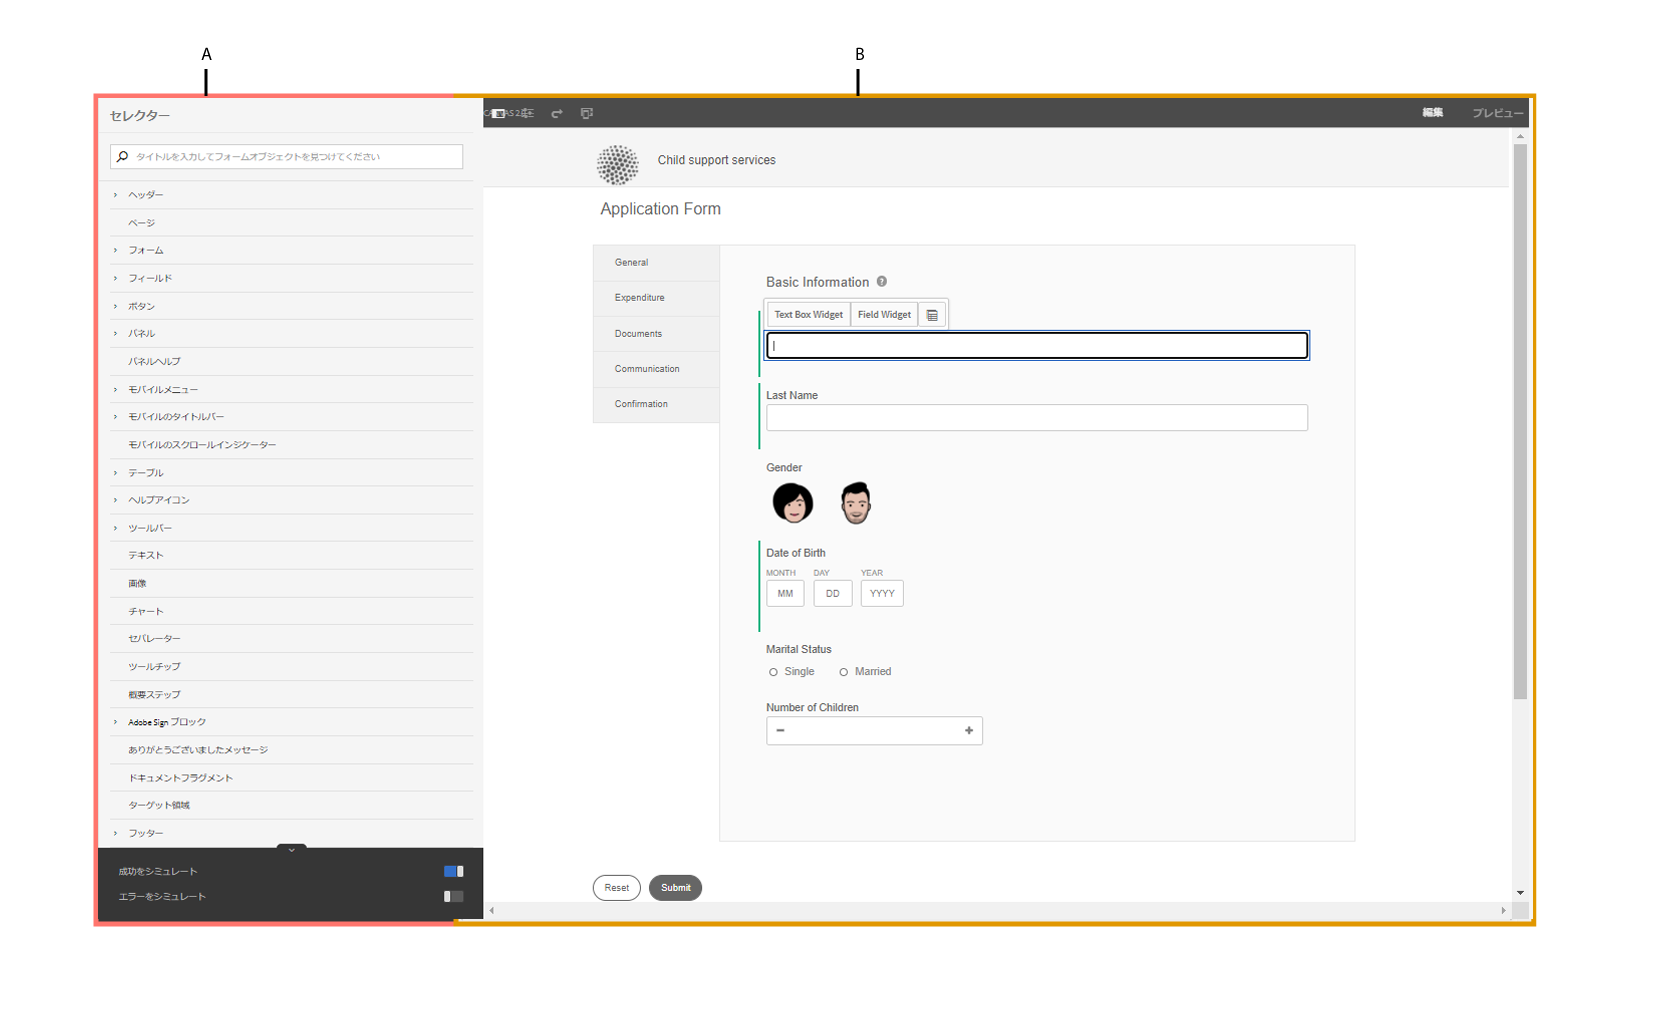 A
B
セレクター
タイトルを入力してフォームオブジェクトを見つけてください
ヘッダー
ページ
フォーム
フィールド
ボタン
パネル
パネルヘルプ
モバイルメニュー
モバイルのタイトルバー
モバイルのスクロールインジケーター
テーブル
ヘルプアイコン
ツールバー
テキスト
画像
チャート
セパレーター
ツールチップ
概要ステップ
Adobe Sign ブロック
ありがとうございましたメッセージ
ドキュメントフラグメント
ターゲット領域
フッター
成功をシミュレート
エラーをシミュレート
編集
プレビュー
Child support services
Application Form
General
Expenditure
Documents
Communication
Confirmation
Basic Information
Text Box Widget
Field Widget
Last Name
Gender
Date of Birth
MONTH DAY YEAR
MM DD YYYY
Marital Status
Single Married
Number of Children
Reset
Submit